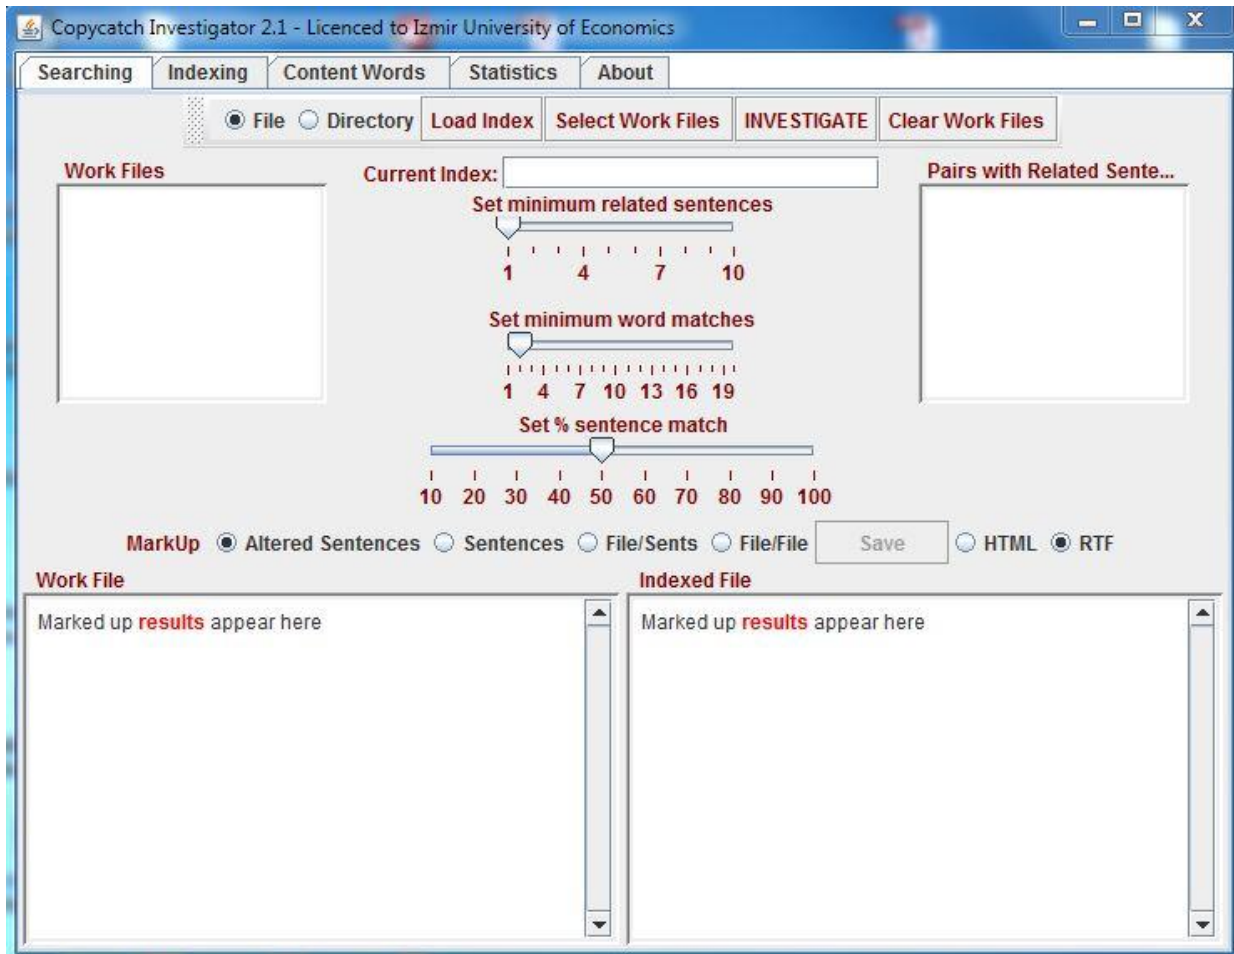 Copycatch Investigator 2.1 - Licenced to Izmir University of Economics
Searching Indexing Content Words Statistics About
File Directory Load Index Select Work Files INVESTIGATE Clear Work Files
Work Files
Current Index:
Pairs with Related Sente...
Set minimum related sentences
1 4 7 10
Set minimum word matches
1 4 7 10 13 16 19
Set % sentence match
10 20 30 40 50 60 70 80 90 100
MarkUp Altered Sentences Sentences File/Sents File/File Save HTML RTF
Work File
Indexed File
Marked up results appear here
Marked up results appear here